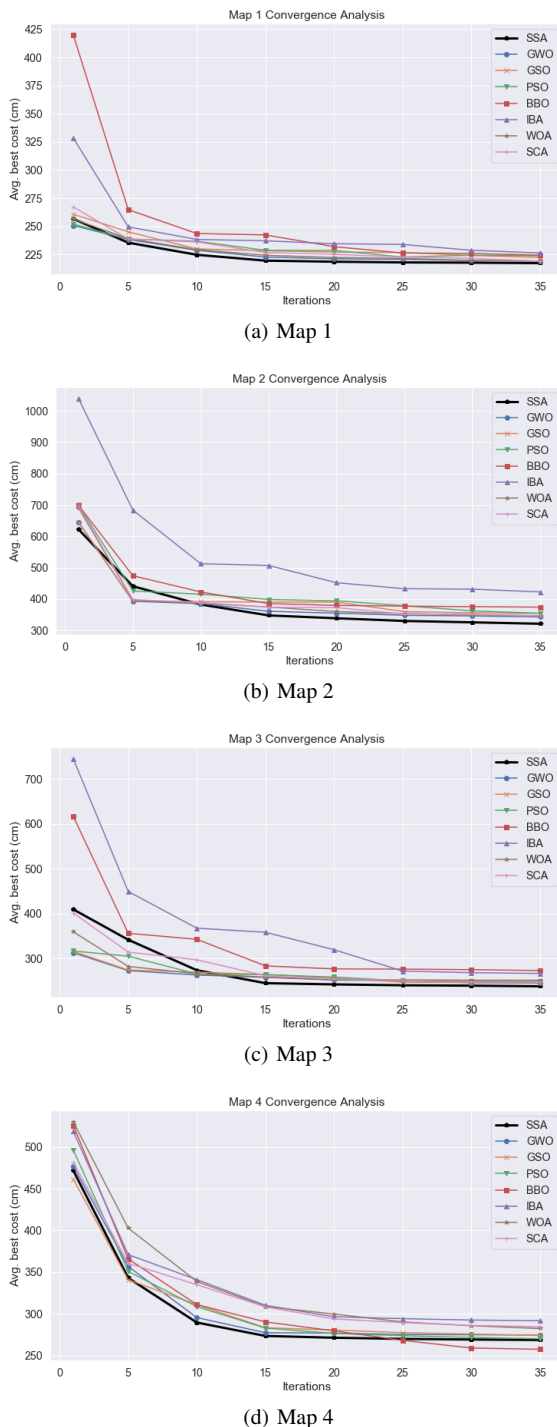 Map 1 Convergence Analysis
425
400
375
350
325
300
275
250
225
Avg. best cost (cm)
SSA
GWO
GSO
PSO
BBO
IBA
WOA
SCA
0 5 10 15 20 25 30 35
Iterations
(a) Map 1
Map 2 Convergence Analysis
1000
900
800
700
600
500
400
300
Avg. best cost (cm)
SSA
GWO
GSO
PSO
BBO
IBA
WOA
SCA
0 5 10 15 20 25 30 35
Iterations
(b) Map 2
Map 3 Convergence Analysis
700
600
500
400
300
Avg. best cost (cm)
SSA
GWO
GSO
PSO
BBO
IBA
WOA
SCA
0 5 10 15 20 25 30 35
Iterations
(c) Map 3
Map 4 Convergence Analysis
500
450
400
350
300
250
Avg. best cost (cm)
SSA
GWO
GSO
PSO
BBO
IBA
WOA
SCA
0 5 10 15 20 25 30 35
Iterations
(d) Map 4